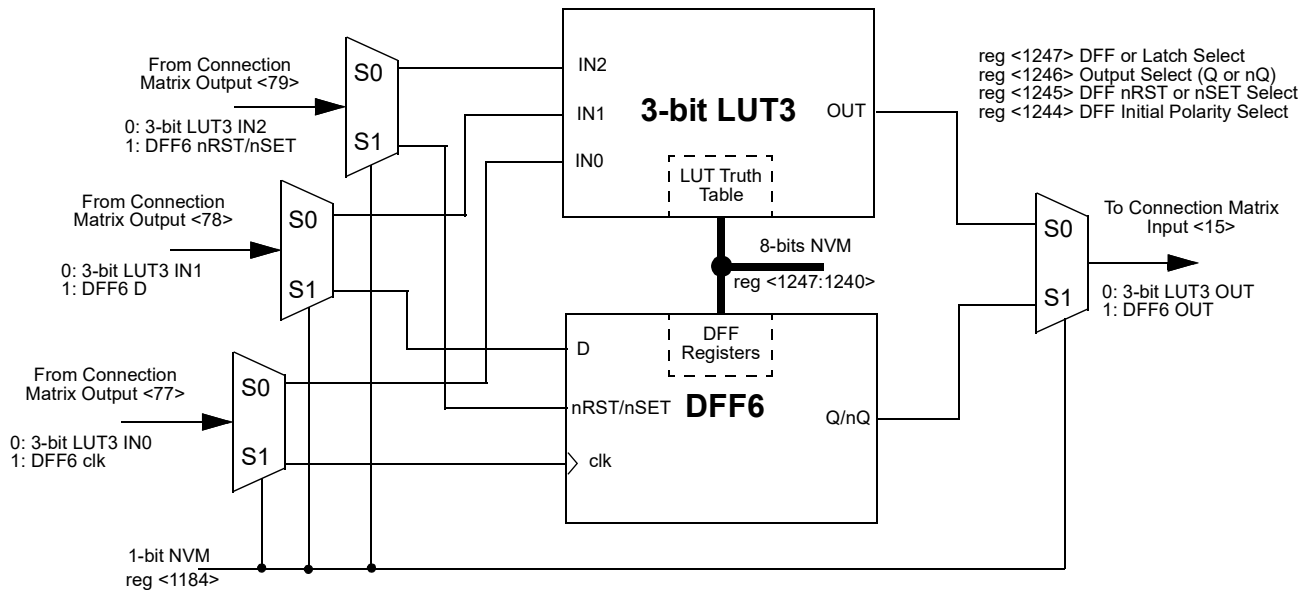 From Connection
Matrix Output <79>
0: 3-bit LUT3 IN2
1: DFF6 nRST/nSET
S0
S1
From Connection
Matrix Output <78>
0: 3-bit LUT3 IN1
1: DFF6 D
S0
S1
From Connection
Matrix Output <77>
0: 3-bit LUT3 IN0
1: DFF6 clk
S0
S1
1-bit NVM
reg <1184>
IN2
IN1
IN0
3-bit LUT3
OUT
LUT Truth
Table
8-bits NVM
reg <1247:1240>
DFF
Registers
D
nRST/nSET
clk
DFF6
Q/nQ
reg <1247> DFF or Latch Select
reg <1246> Output Select (Q or nQ)
reg <1245> DFF nRST or nSET Select
reg <1244> DFF Initial Polarity Select
S0
S1
To Connection Matrix
Input <15>
0: 3-bit LUT3 OUT
1: DFF6 OUT